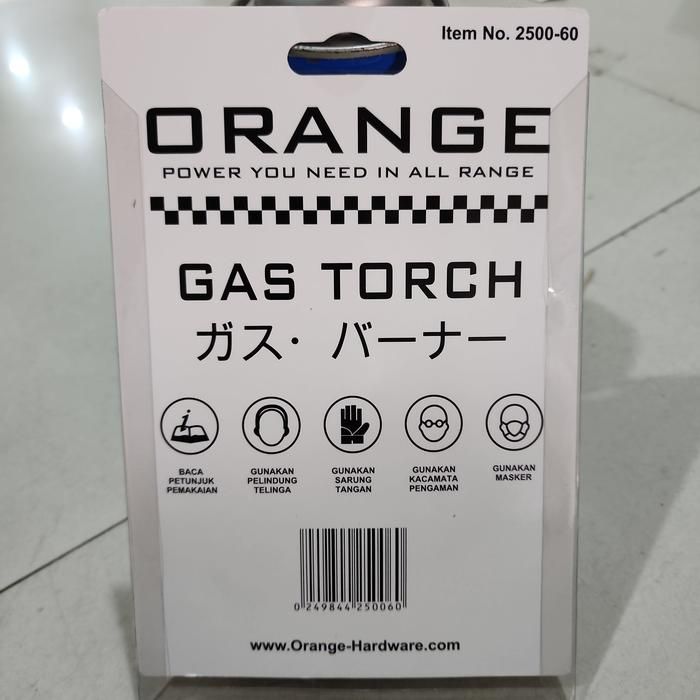 Item No. 2500-60
ORANGE
POWER YOU NEED IN ALL RANGE
GAS TORCH
ガス・バーナー
BACA
PETUNJUK
PEMAKAIAN
GUNAKAN
PELINDUNG
TELINGA
GUNAKAN
SARUNG
TANGAN
GUNAKAN
KACAMATA
PENGAMAN
GUNAKAN
MASKER
0 249844 250060
www.Orange-Hardware.com